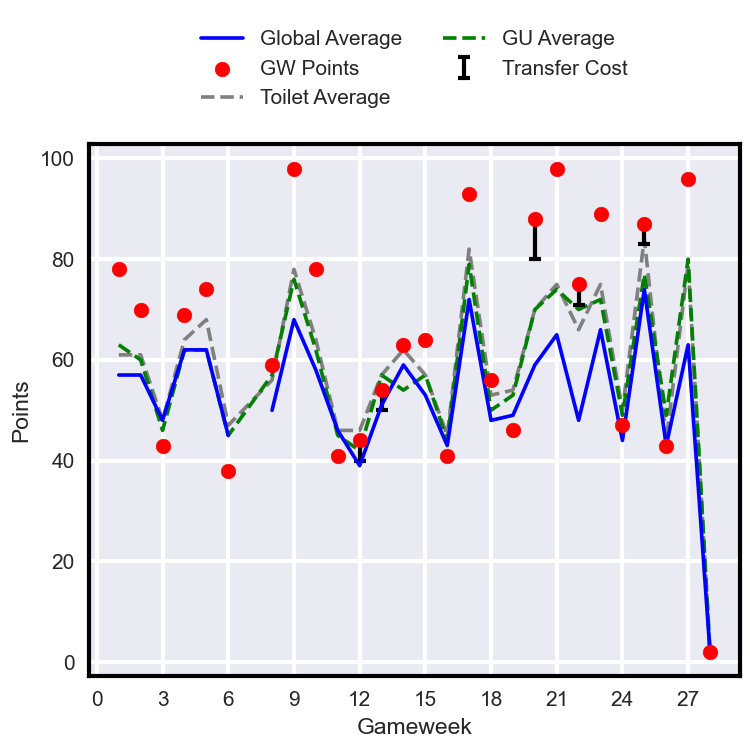 Global Average
GW Points
Toilet Average
GU Average
Transfer Cost
100
80
60
40
20
0
Points
0 3 6 9 12 15 18 21 24 27
Gameweek